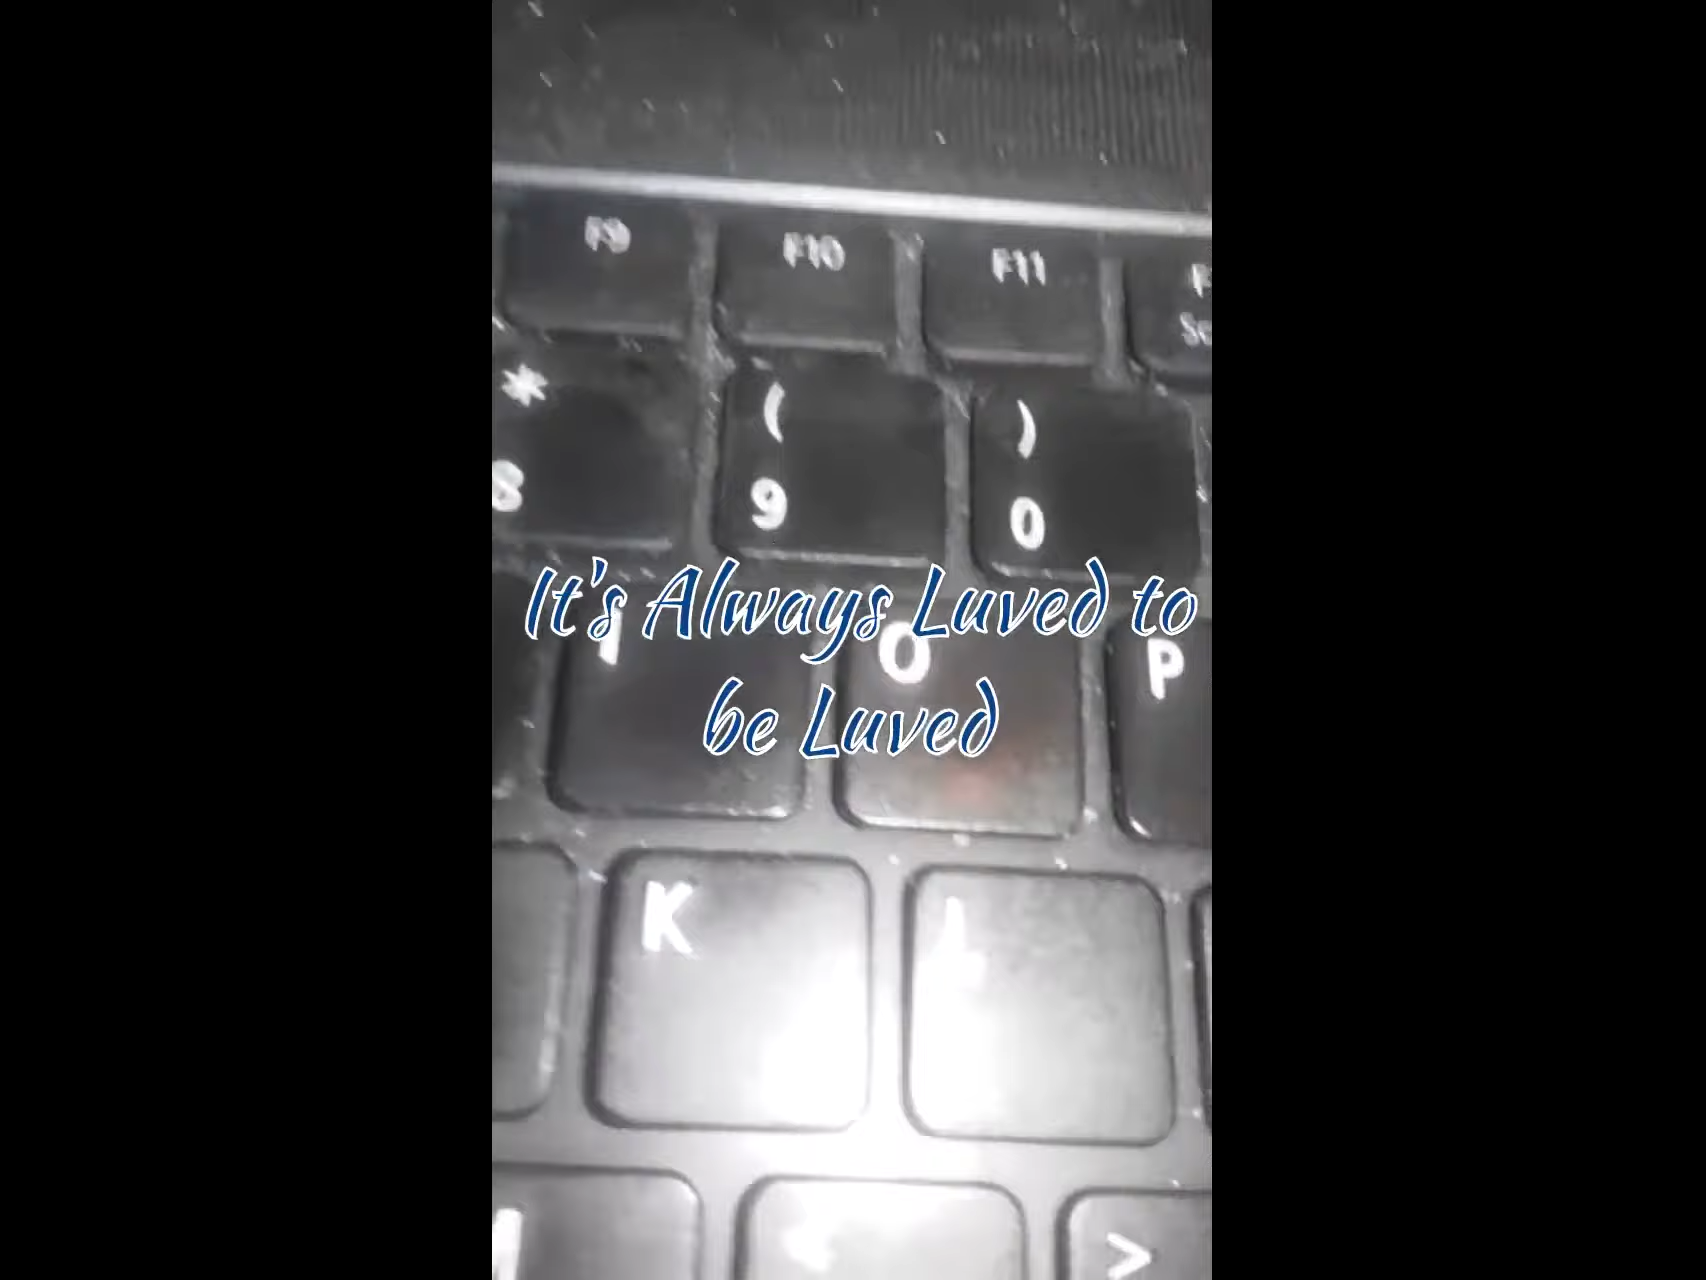 F9 F10 F11
* ( )
8 9 0
It's Always Luved to
be Luved
I O P
K
>